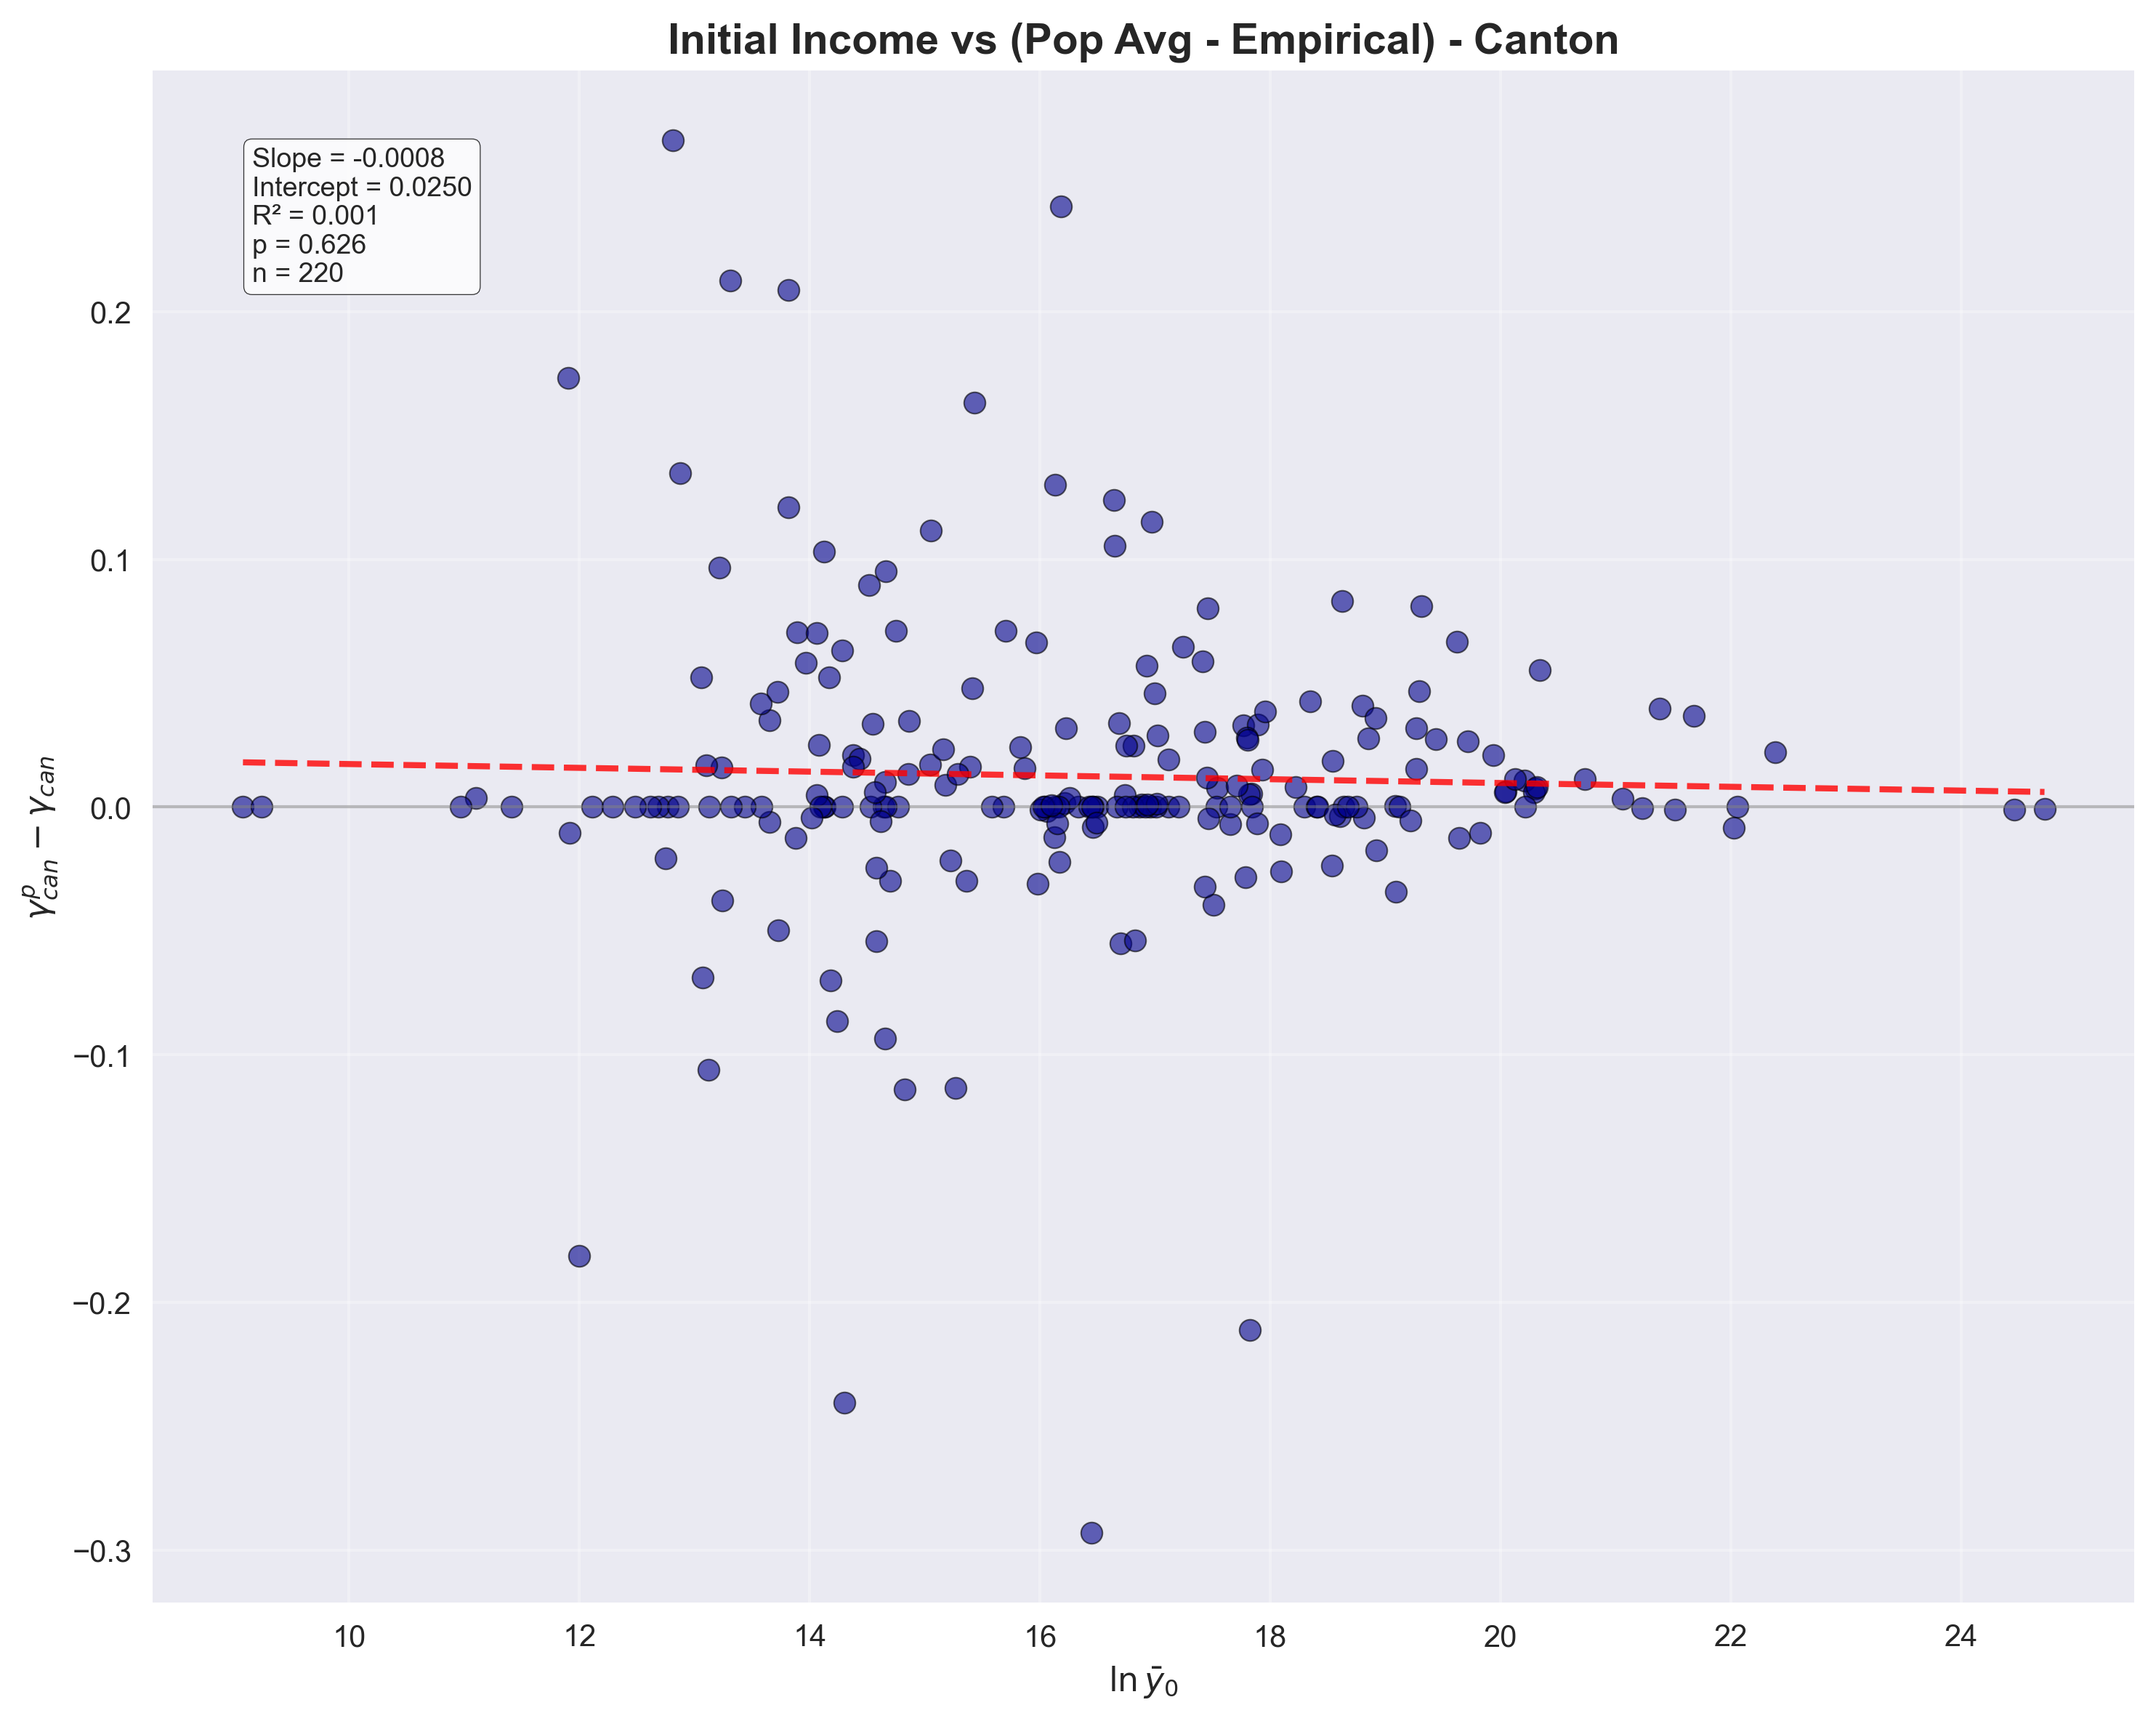 Initial Income vs (Pop Avg - Empirical) - Canton
Slope = -0.0008
Intercept = 0.0250
R² = 0.001
p = 0.626
n = 220
0.2
0.1
0.0
−0.1
−0.2
−0.3
γᵖ_can − γ_can
10 12 14 16 18 20 22 24
ln ȳ₀